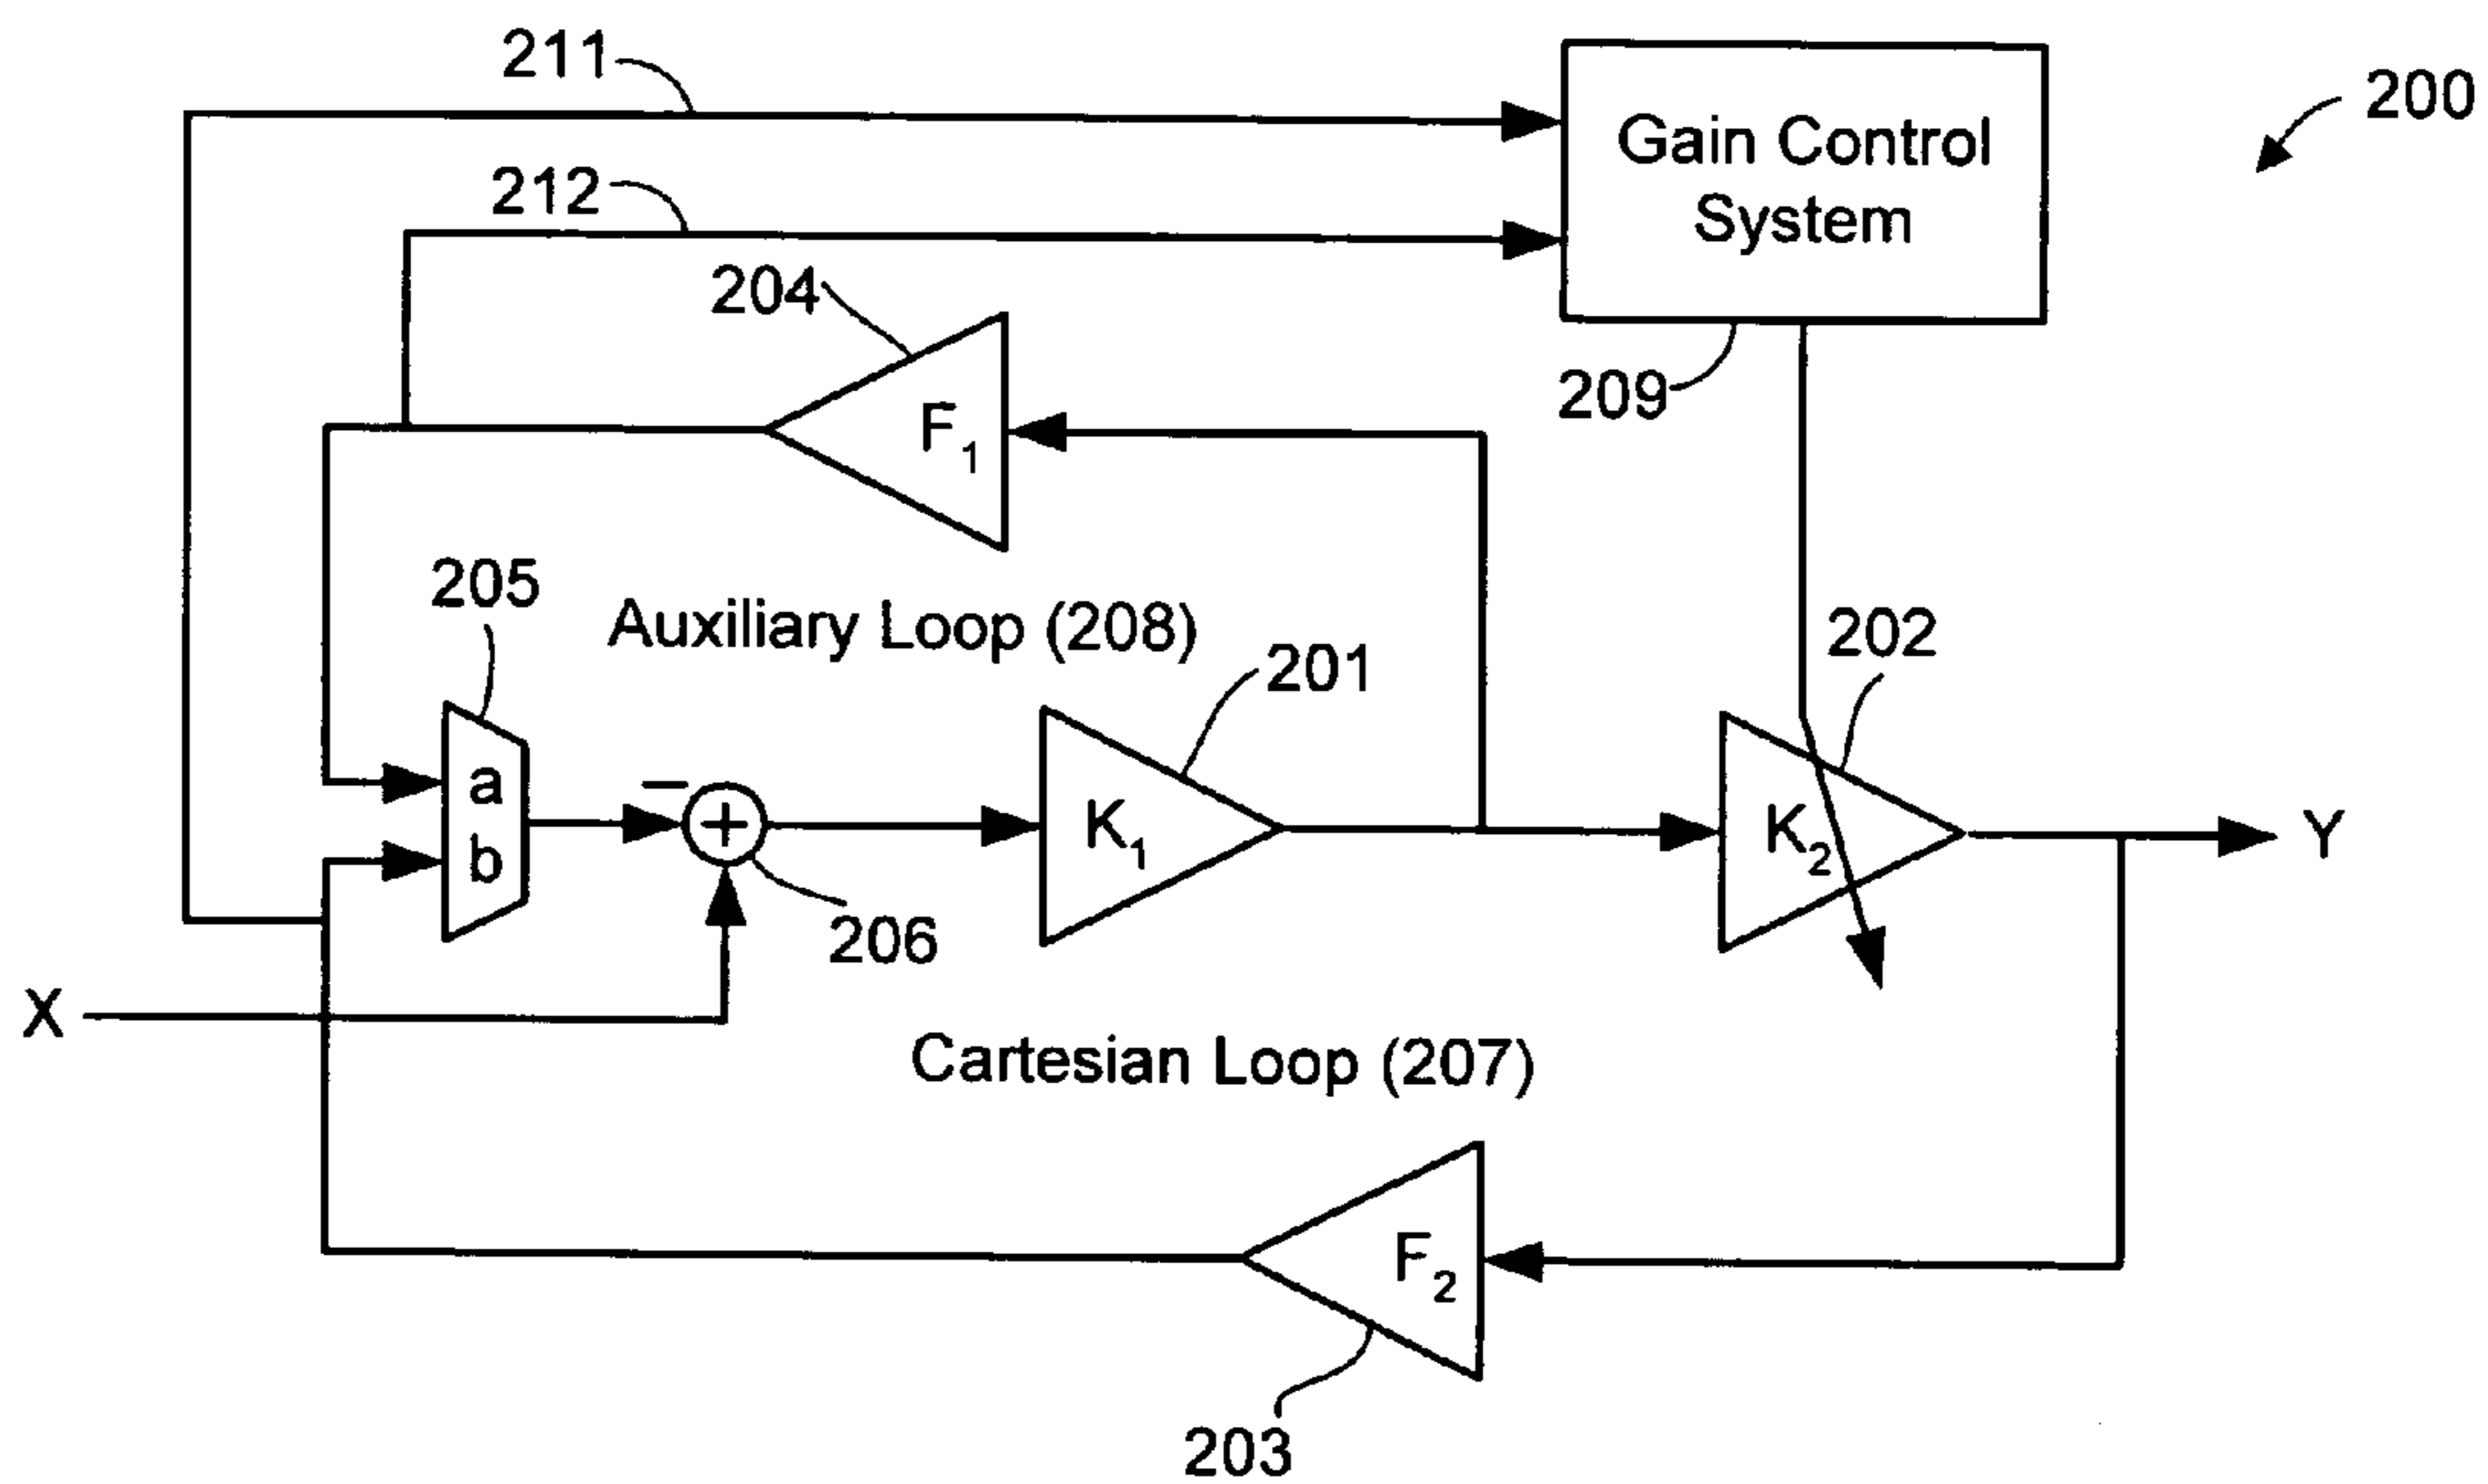 211
200
Gain Control
System
212
204
F1
209
205
Auxiliary Loop (208)
202
201
a
−
+
K1
K2
Y
b
206
X
Cartesian Loop (207)
F2
203